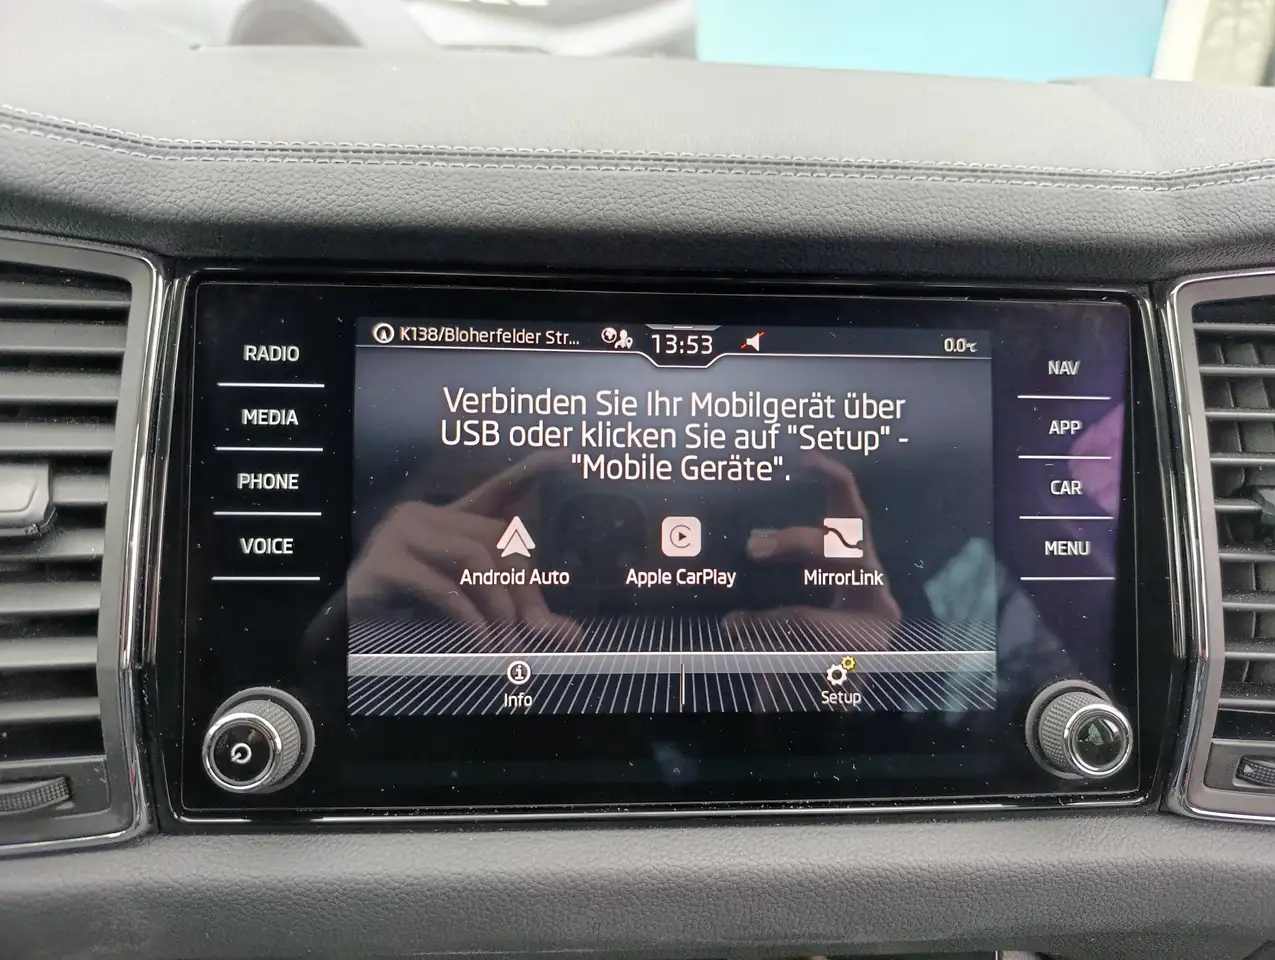 K138/Bloherfelder Str...
13:53
0.0°C
RADIO
MEDIA
PHONE
VOICE
Verbinden Sie Ihr Mobilgerät über
USB oder klicken Sie auf "Setup" -
"Mobile Geräte".
Android Auto
Apple CarPlay
MirrorLink
Info
Setup
NAV
APP
CAR
MENU